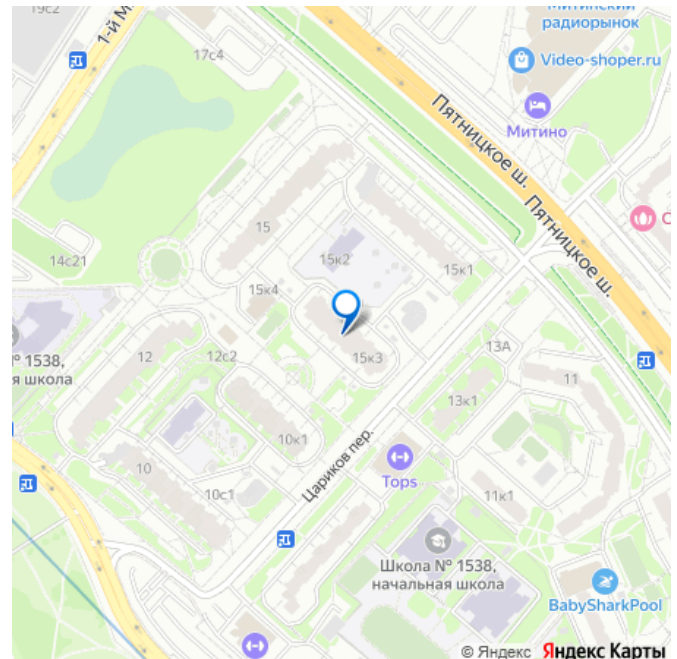 19с2
1-й М
17с4
Митинский
радиорынок
Video-shoper.ru
Митино
Пятницкое ш.
Пятницкое ш.
С
15
15к2
15к1
14с21
15к4
№ 1538,
я школа
12
12с2
15к3
13А
13к1
11
10к1
10
10с1
Цариков пер.
Tops
11к1
Школа № 1538,
начальная школа
BabySharkPool
© Яндекс Яндекс Карты